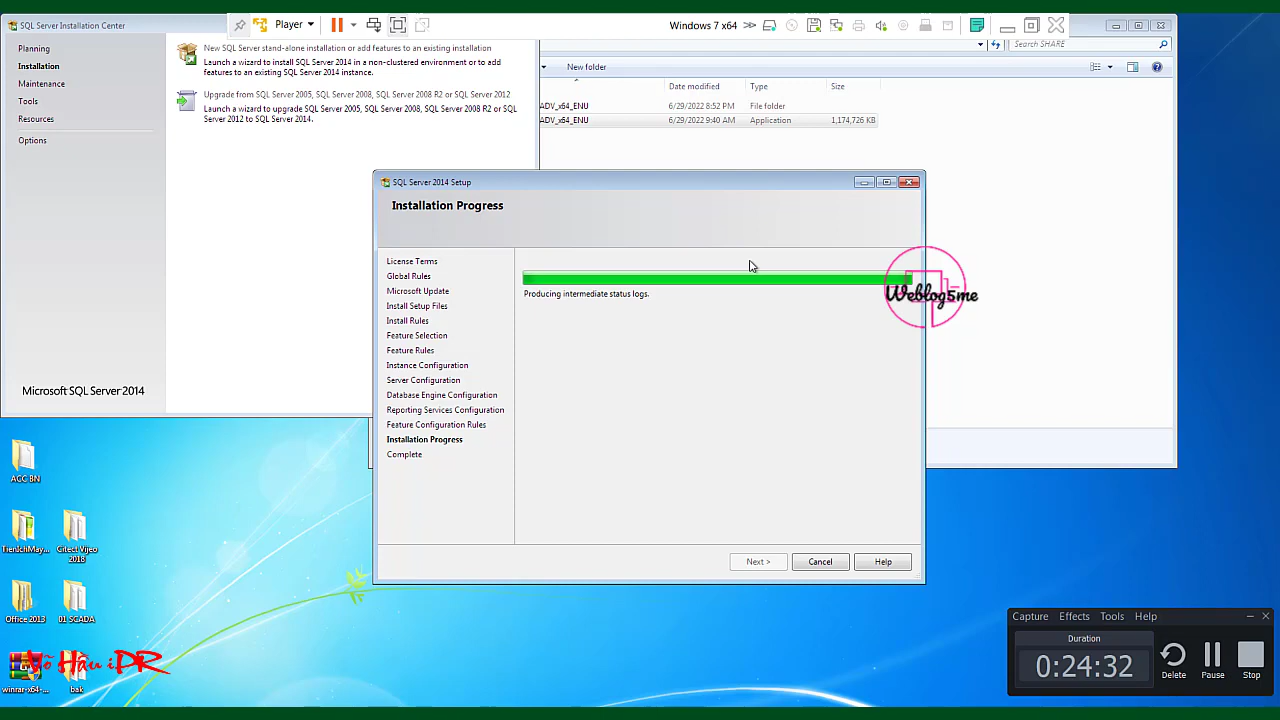 SQL Server Installation Center
Player
Windows 7 x64
Planning
Installation
Maintenance
Tools
Resources
Options
Microsoft SQL Server 2014
New SQL Server stand-alone installation or add features to an existing installation
Launch a wizard to install SQL Server 2014 in a non-clustered environment or to add
features to an existing SQL Server 2014 instance.
Upgrade from SQL Server 2005, SQL Server 2008, SQL Server 2008 R2 or SQL Server 2012
Launch a wizard to upgrade SQL Server 2005, SQL Server 2008, SQL Server 2008 R2 or SQL
Server 2012 to SQL Server 2014.
Search SHARE
New folder
Date modified
Type
Size
ADV_x64_ENU
6/29/2022 8:52 PM
File folder
ADV_x64_ENU
6/29/2022 9:40 AM
Application
1,174,726 KB
SQL Server 2014 Setup
Installation Progress
License Terms
Global Rules
Microsoft Update
Install Setup Files
Install Rules
Feature Selection
Feature Rules
Instance Configuration
Server Configuration
Database Engine Configuration
Reporting Services Configuration
Feature Configuration Rules
Installation Progress
Complete
Producing intermediate status logs.
Next >
Cancel
Help
Weblog5me
ACC BN
TienIchMay...
Citect Vijeo
2018
Office 2013
01 SCADA
winrar-x64-...
bak
Võ Hậu iPR
Capture
Effects
Tools
Help
Duration
0:24:32
Delete
Pause
Stop